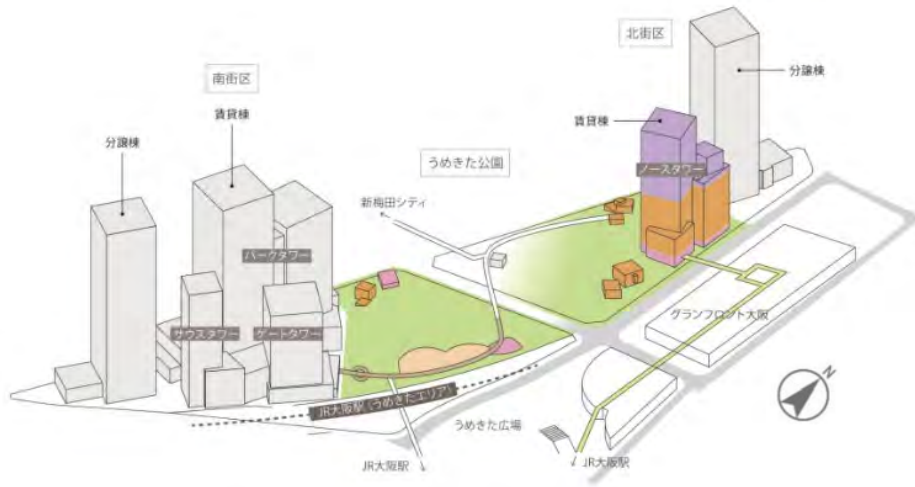 北街区
分譲棟
南街区
賃貸棟
賃貸棟
分譲棟
うめきた公園
ノースタワー
新梅田シティ
パークタワー
グランフロント大阪
サウスタワー
ゲートタワー
N
JR大阪駅(うめきたエリア)
うめきた広場
JR大阪駅
JR大阪駅